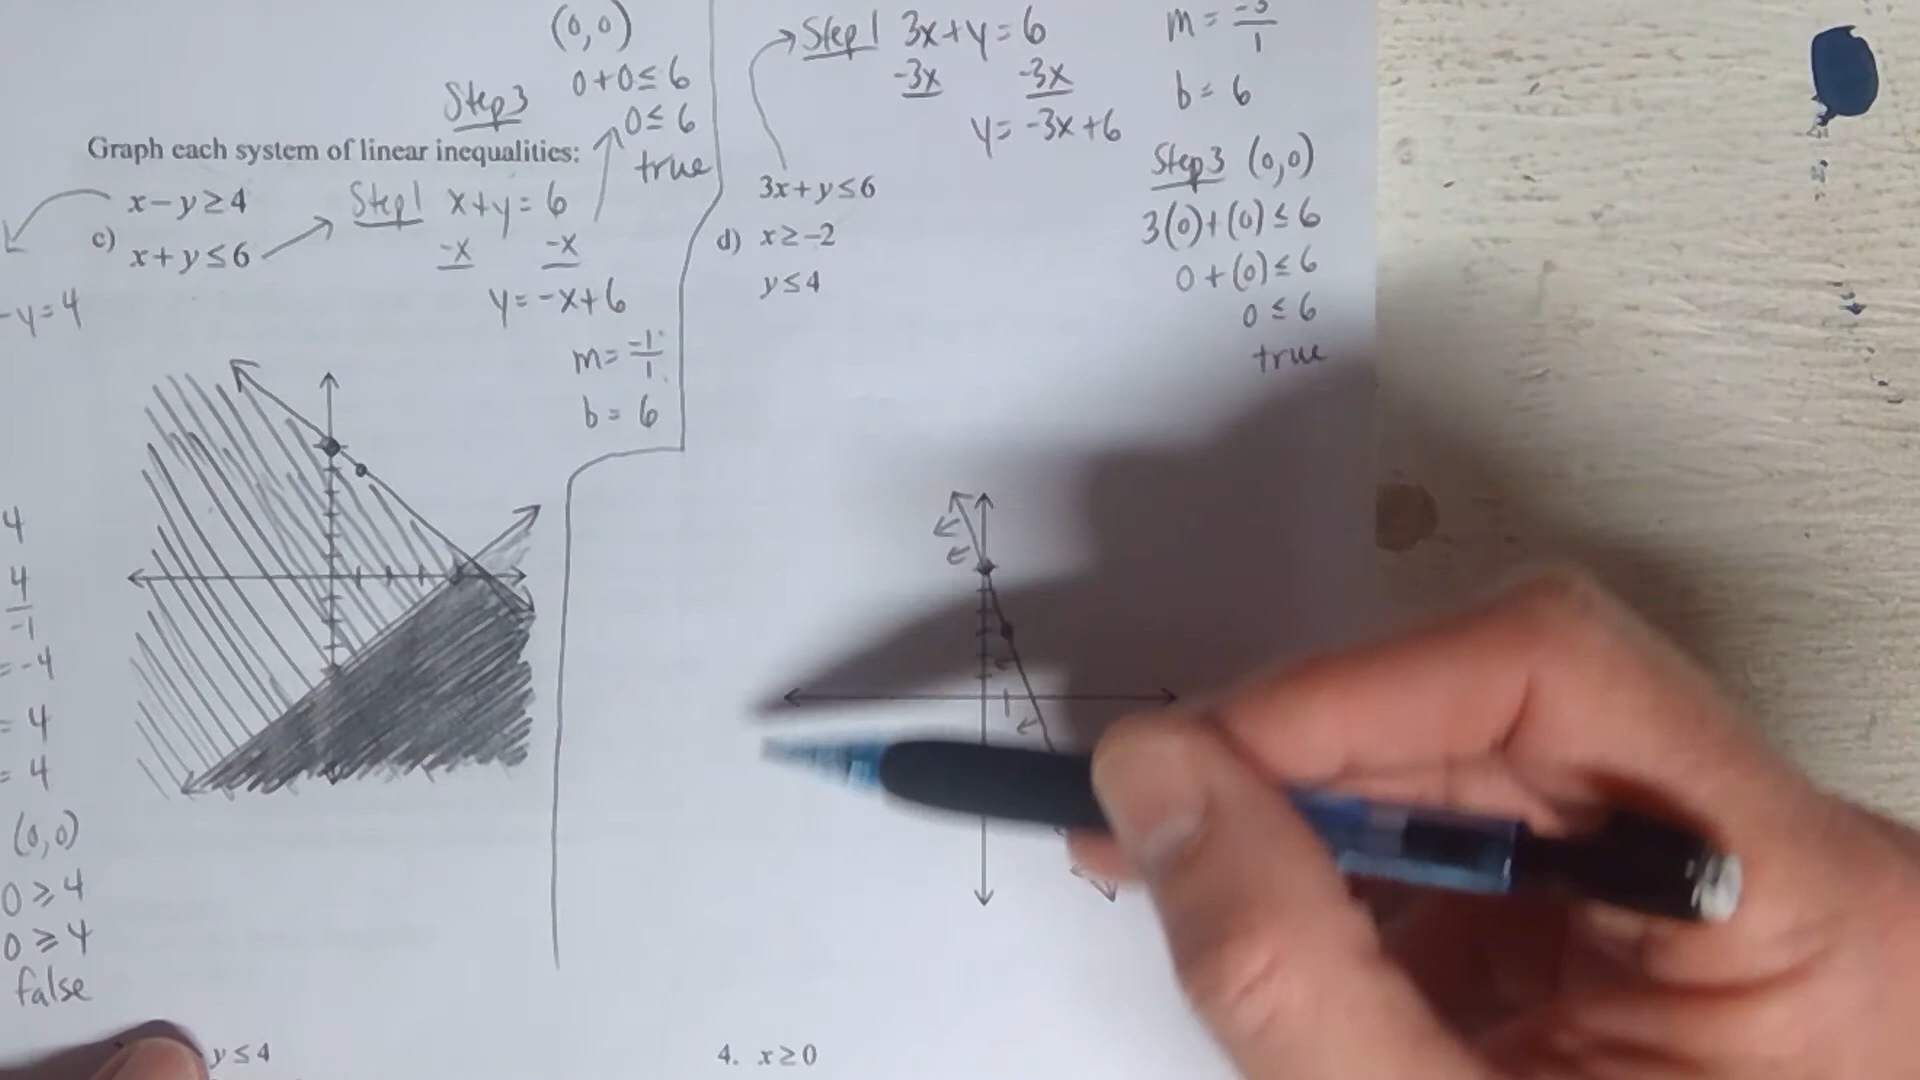 (0,0)
0+0≤6
Step 3
0≤6
true
Graph each system of linear inequalities:
c)
x−y≥4
x+y≤6
Step 1 x+y=6
-x -x
y=-x+6
m=-1/1
b=6
-y=4
4
4
-1
=-4
=4
=4
(0,0)
0≥4
0≥4
false
Step 1 3x+y=6
-3x -3x
y=-3x+6
m=-3/1
b=6
d)
3x+y≤6
x≥−2
y≤4
Step 3 (0,0)
3(0)+(0)≤6
0+(0)≤6
0≤6
true
y≤4
4. x≥0